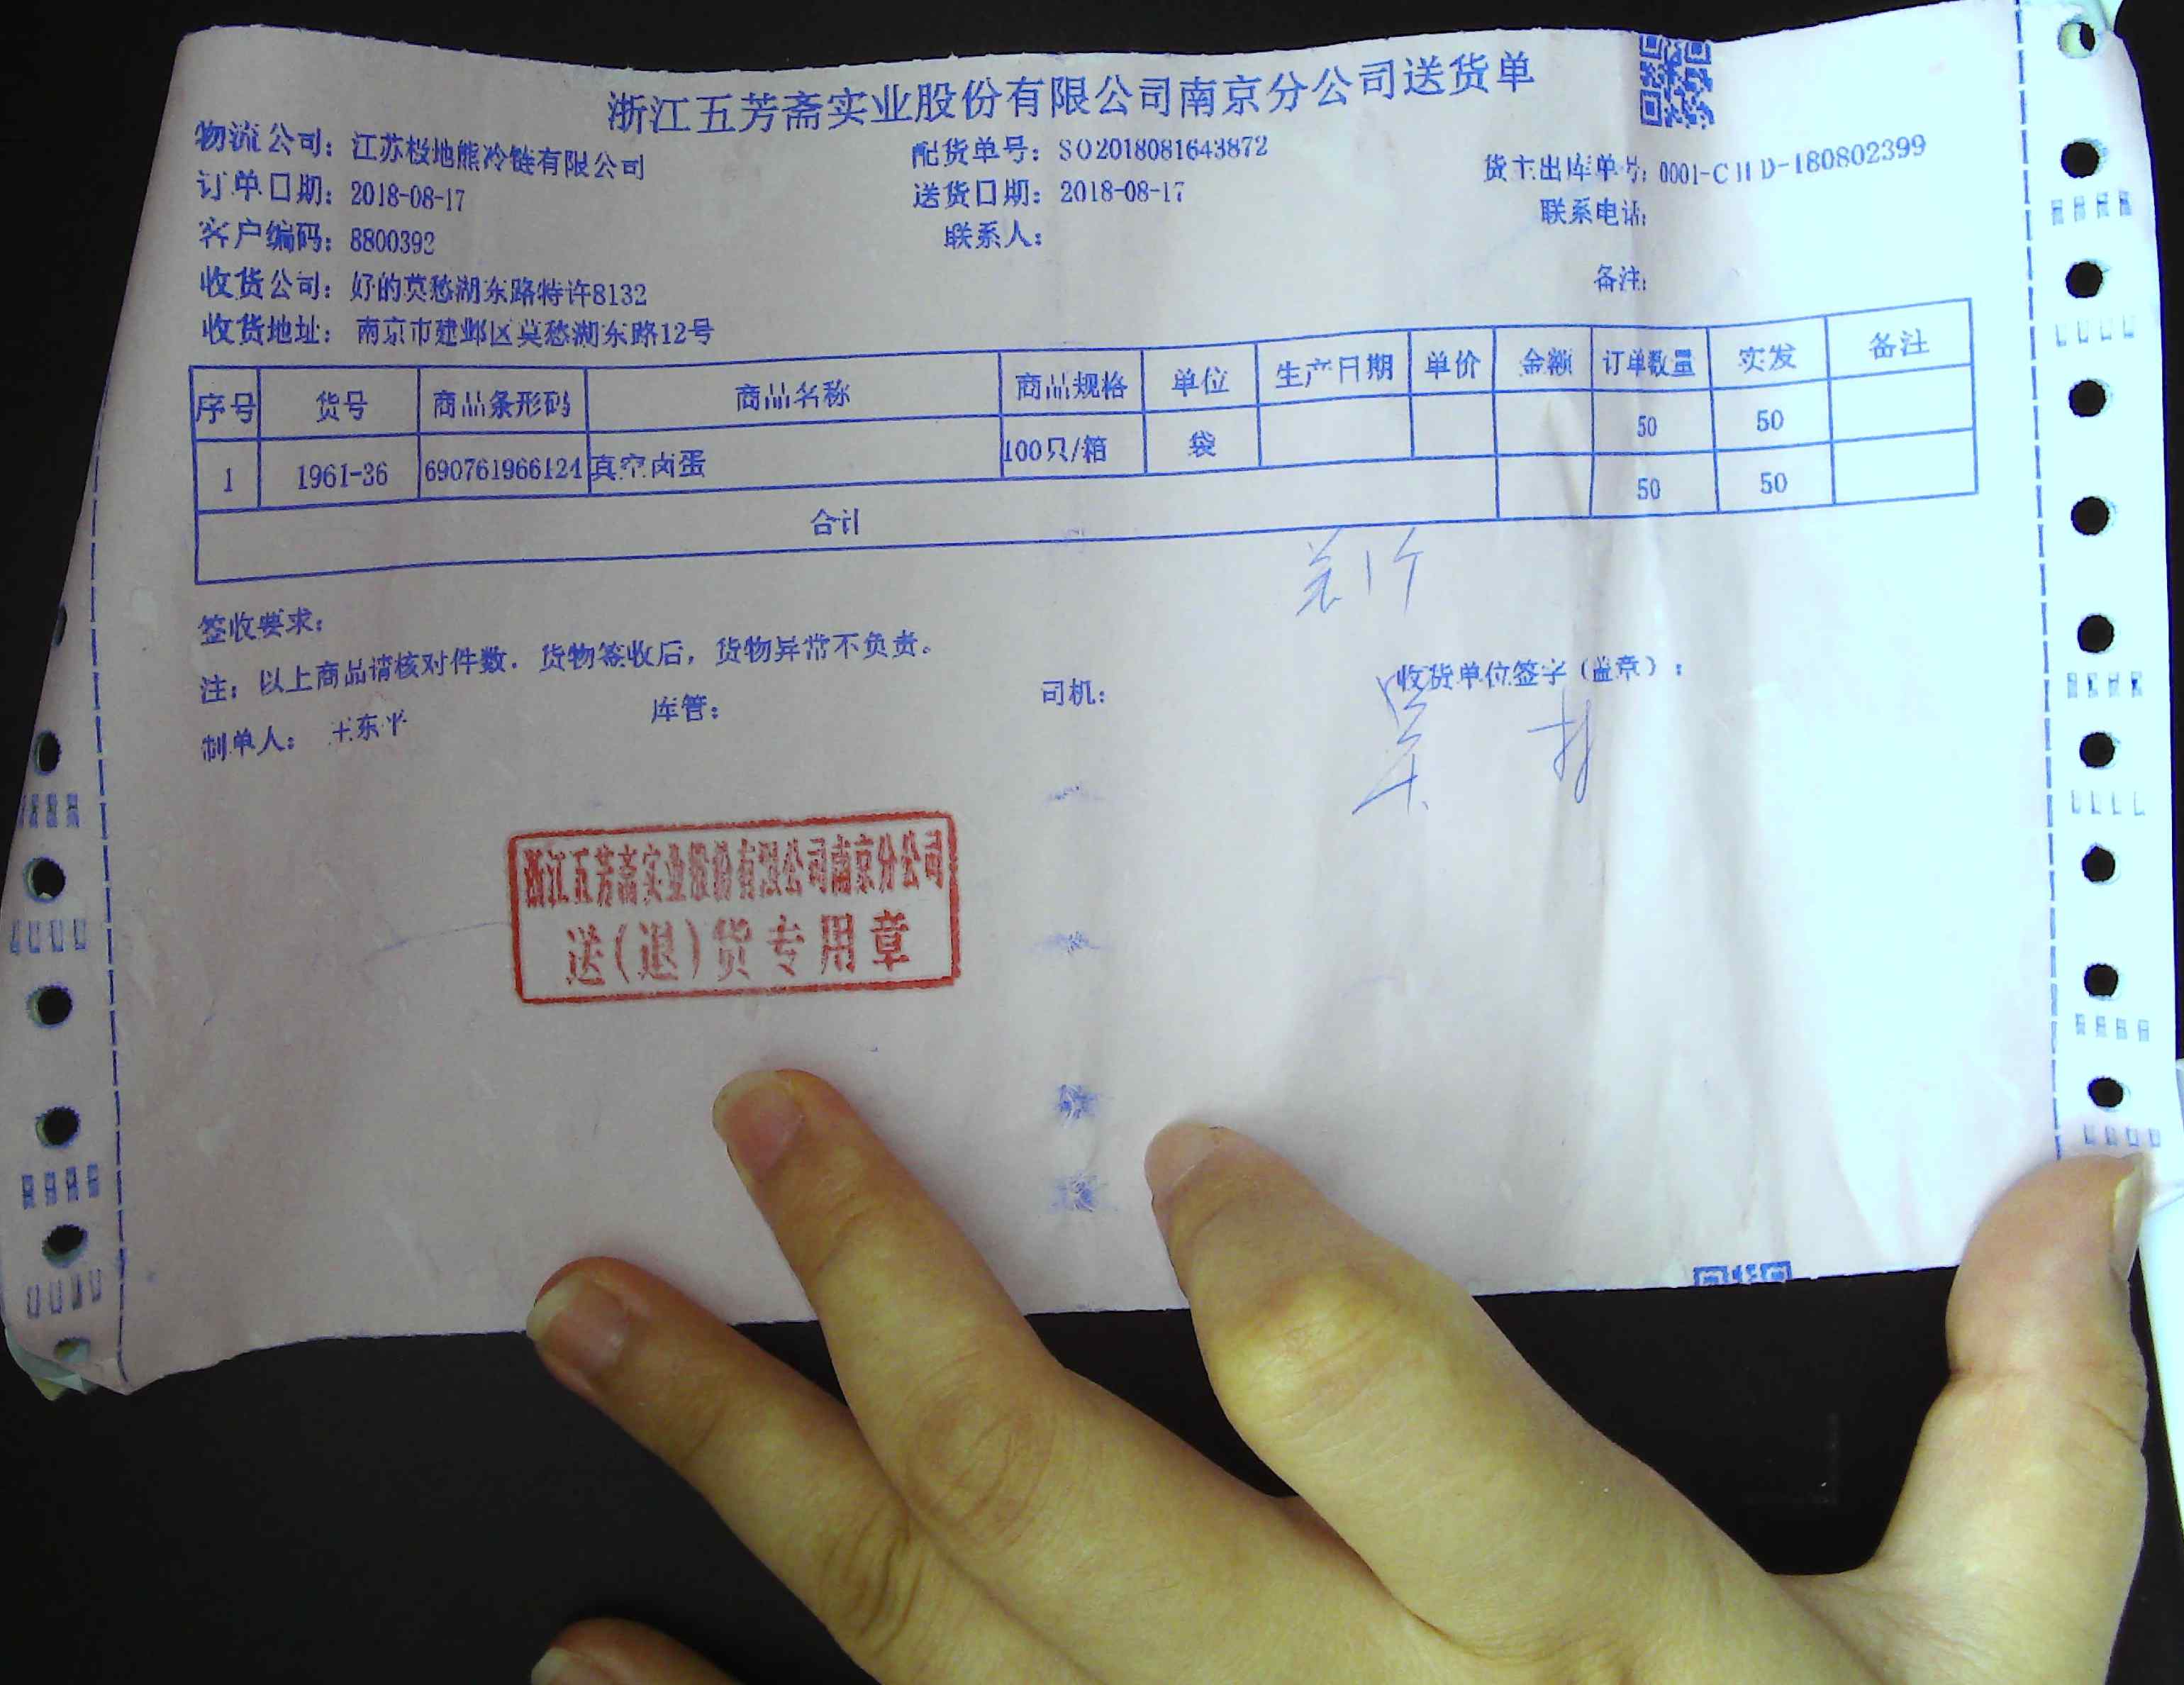 浙江五芳斋实业股份有限公司南京分公司送货单
物流公司：江苏极地熊冷链有限公司 配货单号：SO2018081643872 货主出库单号：0001-CHD-180802399
订单日期：2018-08-17 送货日期：2018-08-17 联系电话：
客户编码：8800392 联系人：
收货公司：好的莫愁湖东路特许8132 备注：
收货地址：南京市建邺区莫愁湖东路12号
序号 货号 商品条形码 商品名称 商品规格 单位 生产日期 单价 金额 订单数量 实发 备注
1 1961-36 690761966124 真空卤蛋 100只/箱 袋 50 50
合计 50 50
签收要求：
注：以上商品请核对件数．货物签收后，货物异常不负责。
制单人：王东平 库管： 司机： 收货单位签字（盖章）：
浙江五芳斋实业股份有限公司南京分公司
送(退)货专用章